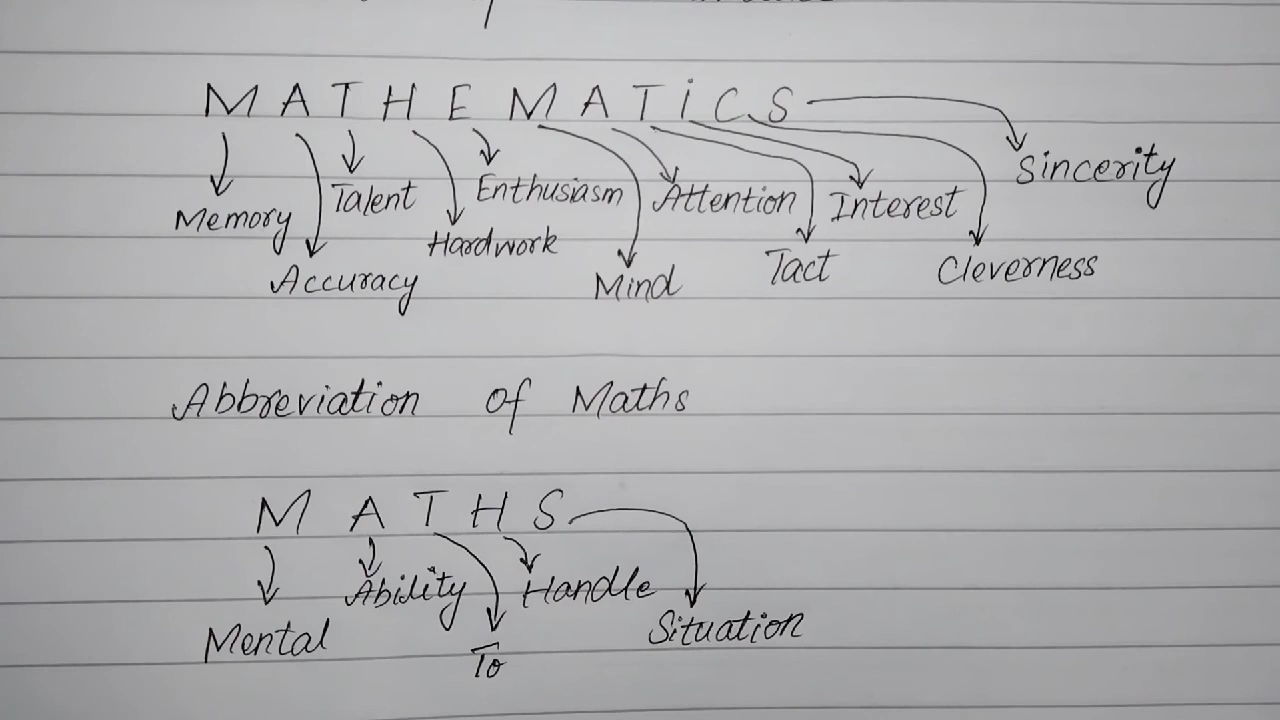 MATHEMATiCS
Sincerity
Talent Enthusiasm Attention Interest
Memory Hardwork
Accuracy Mind Tact Cleverness
Abbreviation of Maths
MATHS
Ability Handle
Mental To Situation